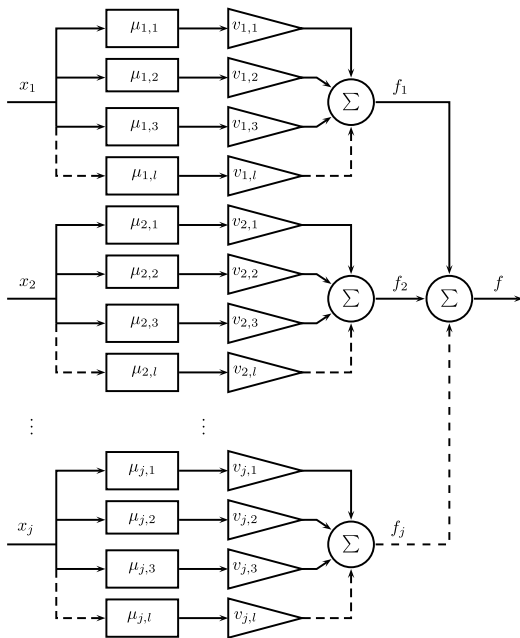 μ1,1 v1,1
x1 μ1,2 v1,2 Σ f1
μ1,3 v1,3
μ1,l v1,l
μ2,1 v2,1
x2 μ2,2 v2,2 Σ f2 Σ f
μ2,3 v2,3
μ2,l v2,l
⋮ ⋮
μj,1 vj,1
xj μj,2 vj,2 Σ fj
μj,3 vj,3
μj,l vj,l